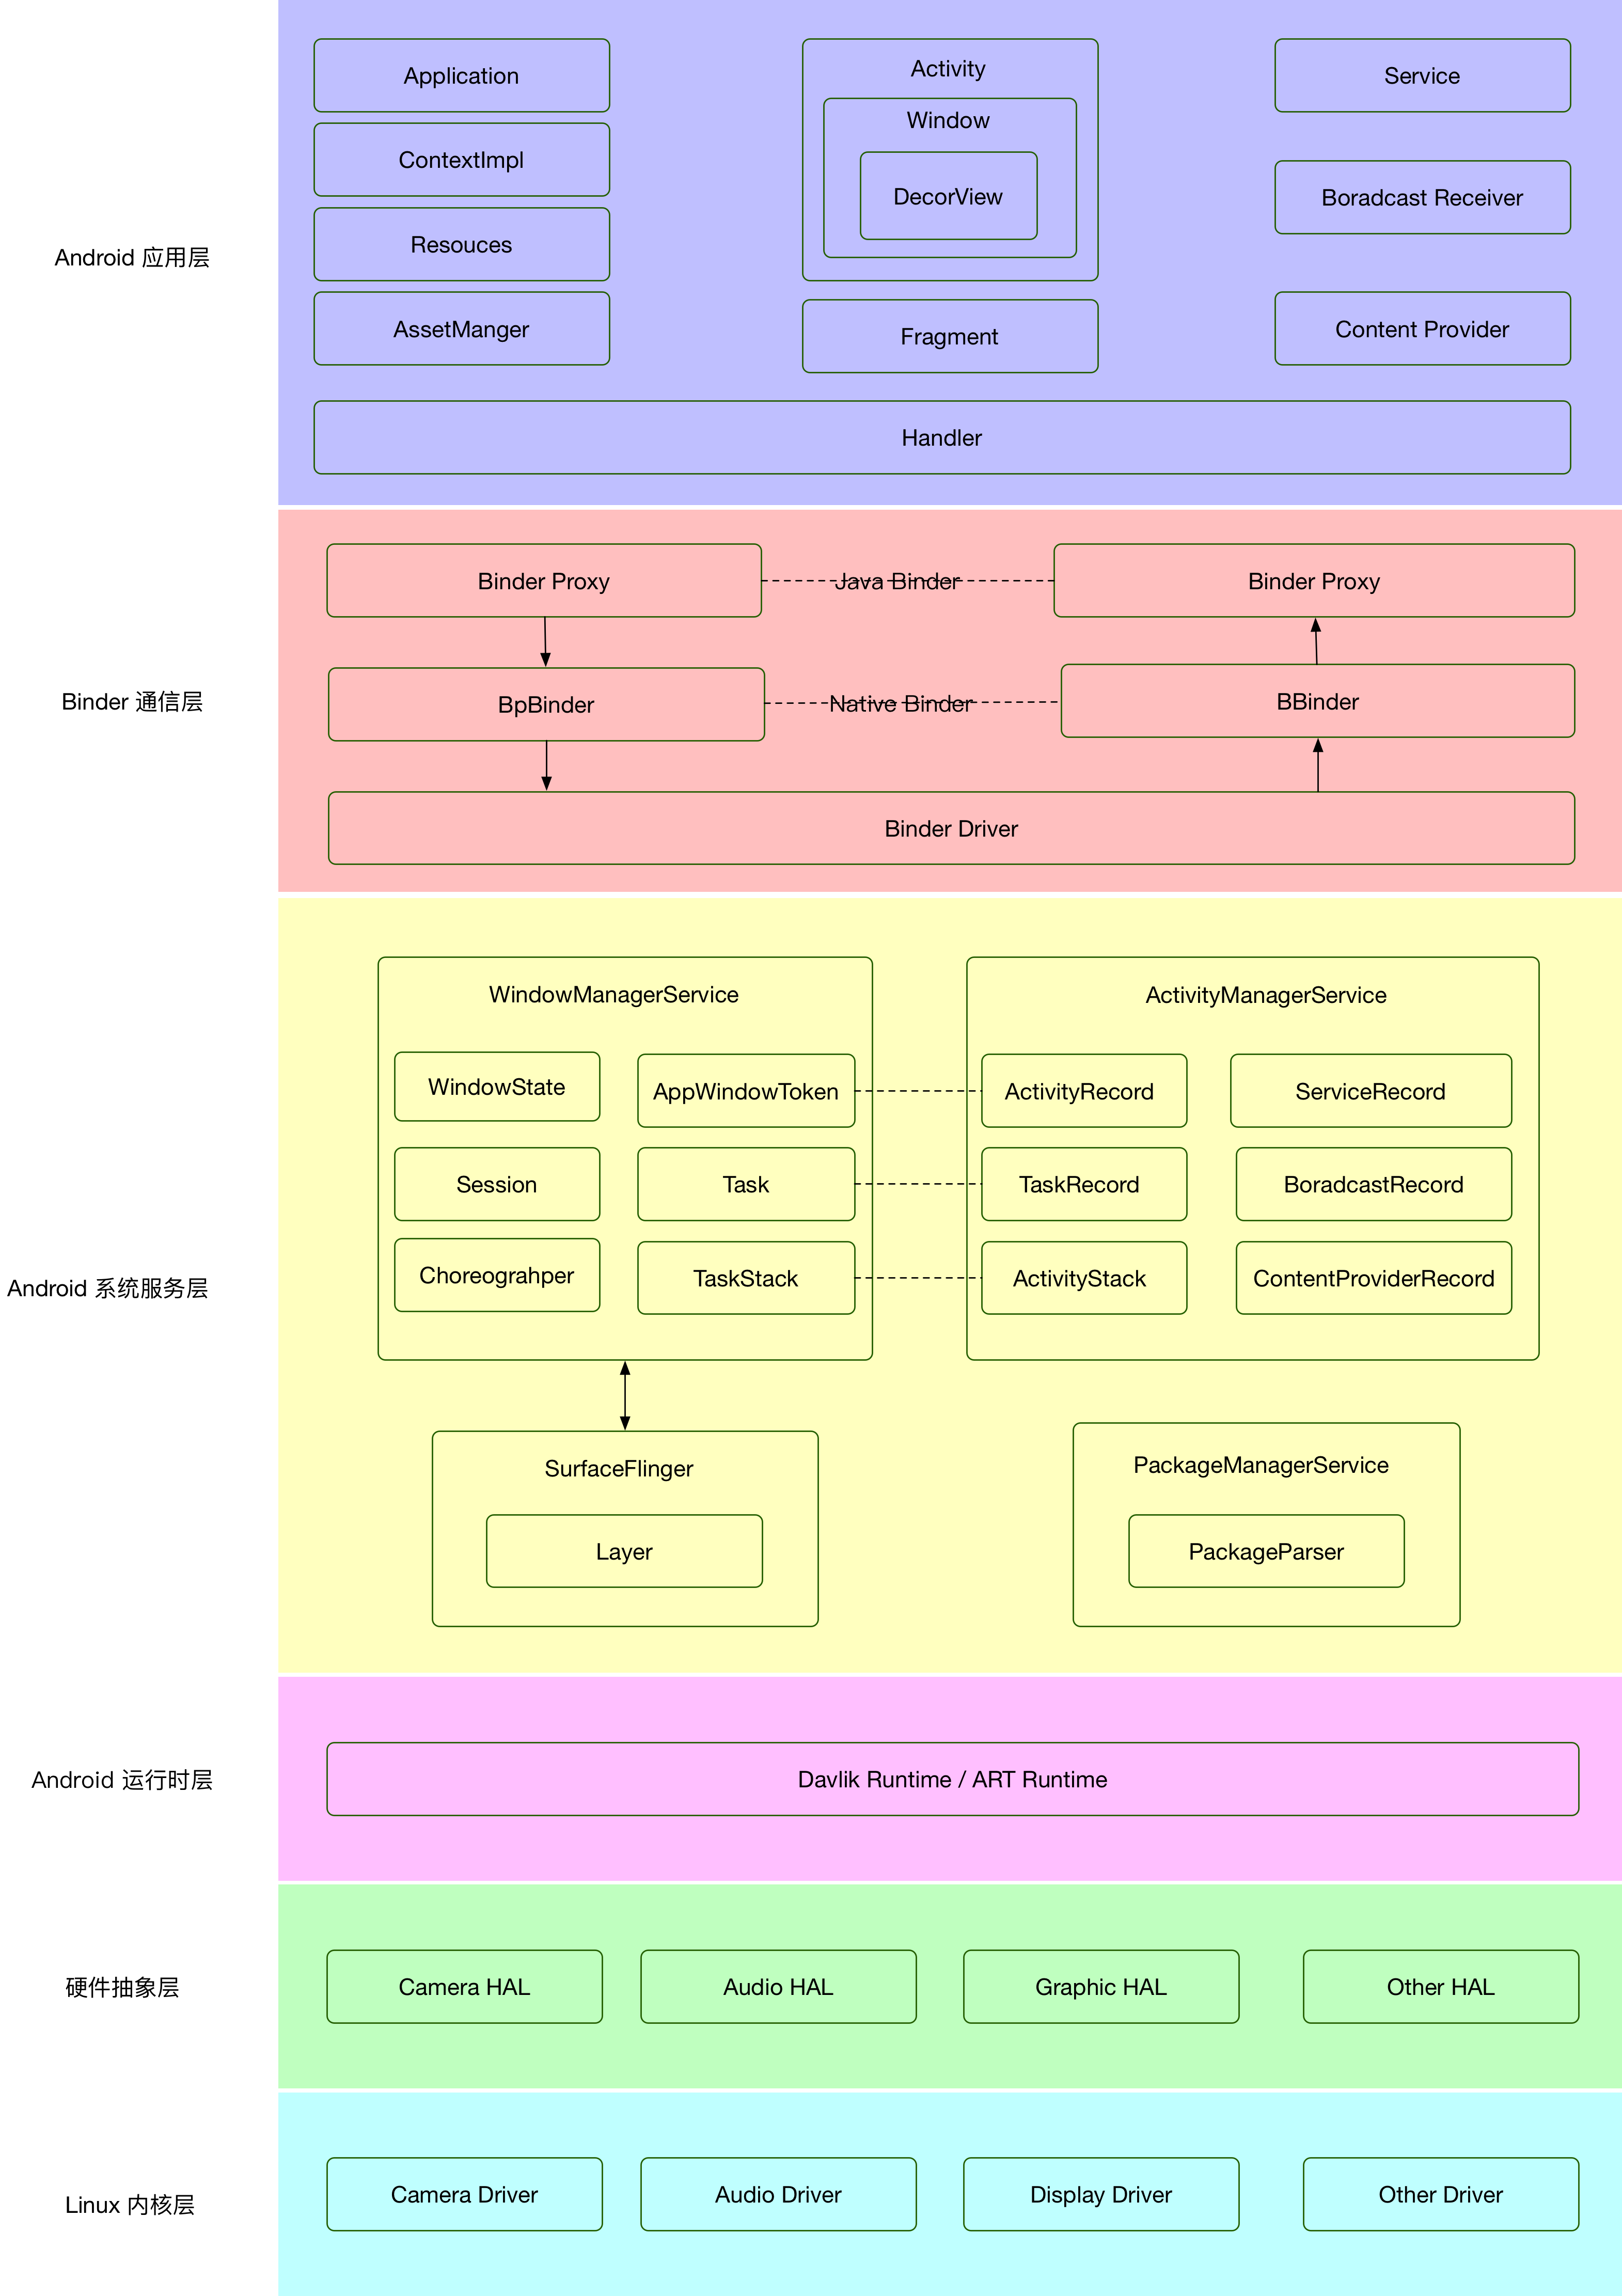 Android 应用层
Application
ContextImpl
Resouces
AssetManger
Activity
Window
DecorView
Fragment
Service
Boradcast Receiver
Content Provider
Handler
Binder 通信层
Binder Proxy
Java Binder
Binder Proxy
BpBinder
Native Binder
BBinder
Binder Driver
Android 系统服务层
WindowManagerService
WindowState
AppWindowToken
Session
Task
Choreograhper
TaskStack
ActivityManagerService
ActivityRecord
ServiceRecord
TaskRecord
BoradcastRecord
ActivityStack
ContentProviderRecord
SurfaceFlinger
Layer
PackageManagerService
PackageParser
Android 运行时层
Davlik Runtime / ART Runtime
硬件抽象层
Camera HAL
Audio HAL
Graphic HAL
Other HAL
Linux 内核层
Camera Driver
Audio Driver
Display Driver
Other Driver